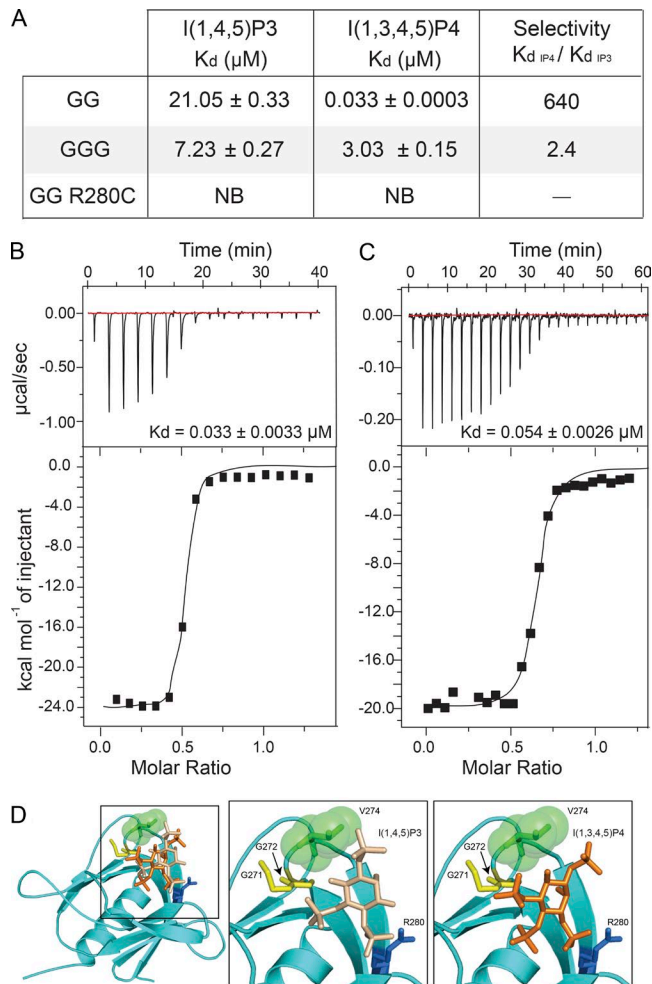 A
I(1,4,5)P3 I(1,3,4,5)P4 Selectivity
Kd (µM) Kd (µM) Kd IP4 / Kd IP3
GG 21.05 ± 0.33 0.033 ± 0.0003 640
GGG 7.23 ± 0.27 3.03 ± 0.15 2.4
GG R280C NB NB —
B
Time (min)
0 10 20 30 40
µcal/sec
0.00
-0.50
-1.00
Kd = 0.033 ± 0.0033 µM
kcal mol⁻¹ of injectant
0.0
-4.0
-8.0
-12.0
-16.0
-20.0
-24.0
0.0 0.5 1.0
Molar Ratio
C
Time (min)
0 10 20 30 40 50 60
0.00
-0.10
-0.20
Kd = 0.054 ± 0.0026 µM
0.0
-4.0
-8.0
-12.0
-16.0
-20.0
0.0 0.5 1.0
Molar Ratio
D
V274
I(1,4,5)P3
G272
G271
R280
V274
I(1,3,4,5)P4
G272
G271
R280